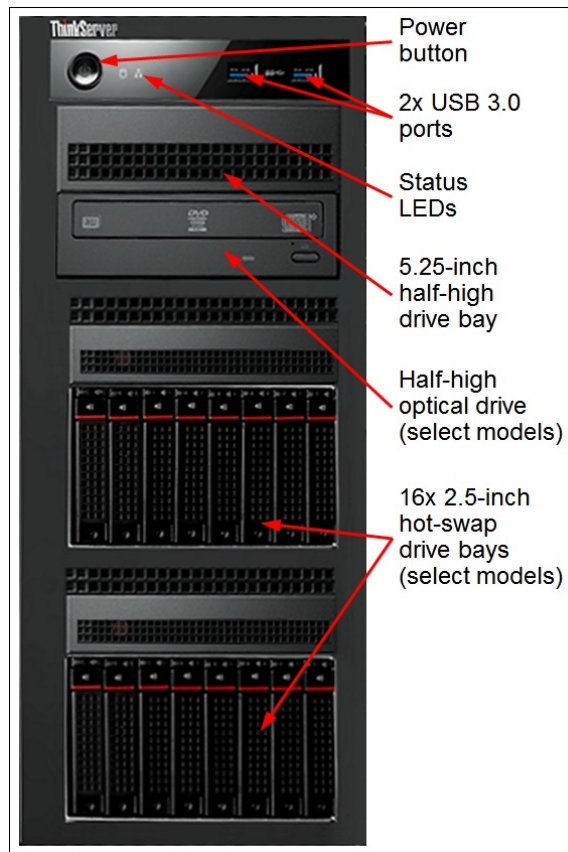 ThinkServer
Power
button
2x USB 3.0
ports
Status
LEDs
5.25-inch
half-high
drive bay
DVD
Half-high
optical drive
(select models)
16x 2.5-inch
hot-swap
drive bays
(select models)